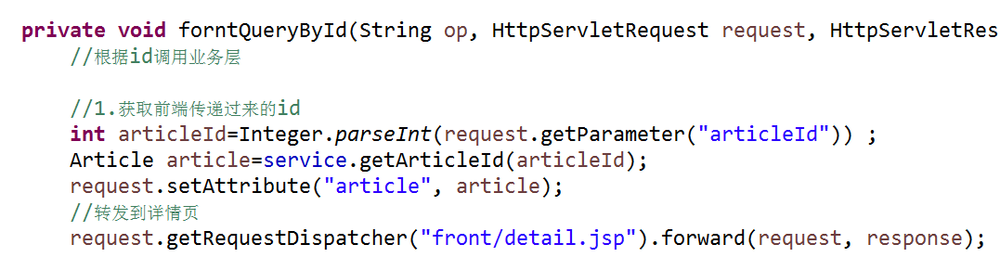 private void forntQueryById(String op, HttpServletRequest request, HttpServletRes
//根据id调用业务层
//1.获取前端传递过来的id
int articleId=Integer.parseInt(request.getParameter("articleId")) ;
Article article=service.getArticleId(articleId);
request.setAttribute("article", article);
//转发到详情页
request.getRequestDispatcher("front/detail.jsp").forward(request, response);